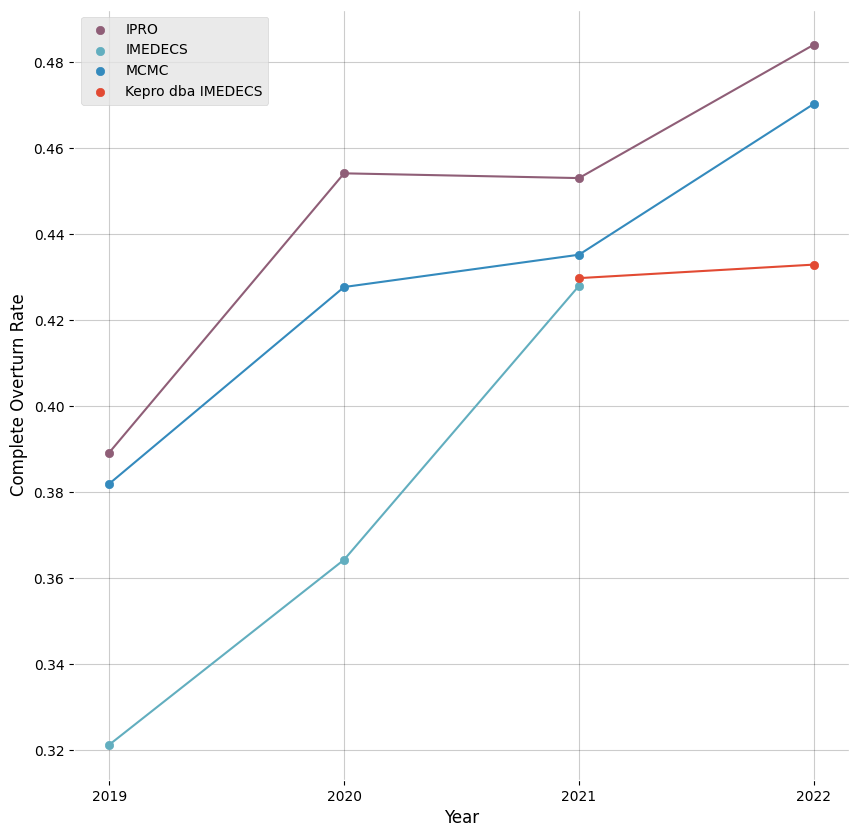 IPRO
IMEDECS
MCMC
Kepro dba IMEDECS
0.48
0.46
0.44
0.42
0.40
0.38
0.36
0.34
0.32
Complete Overturn Rate
2019 2020 2021 2022
Year